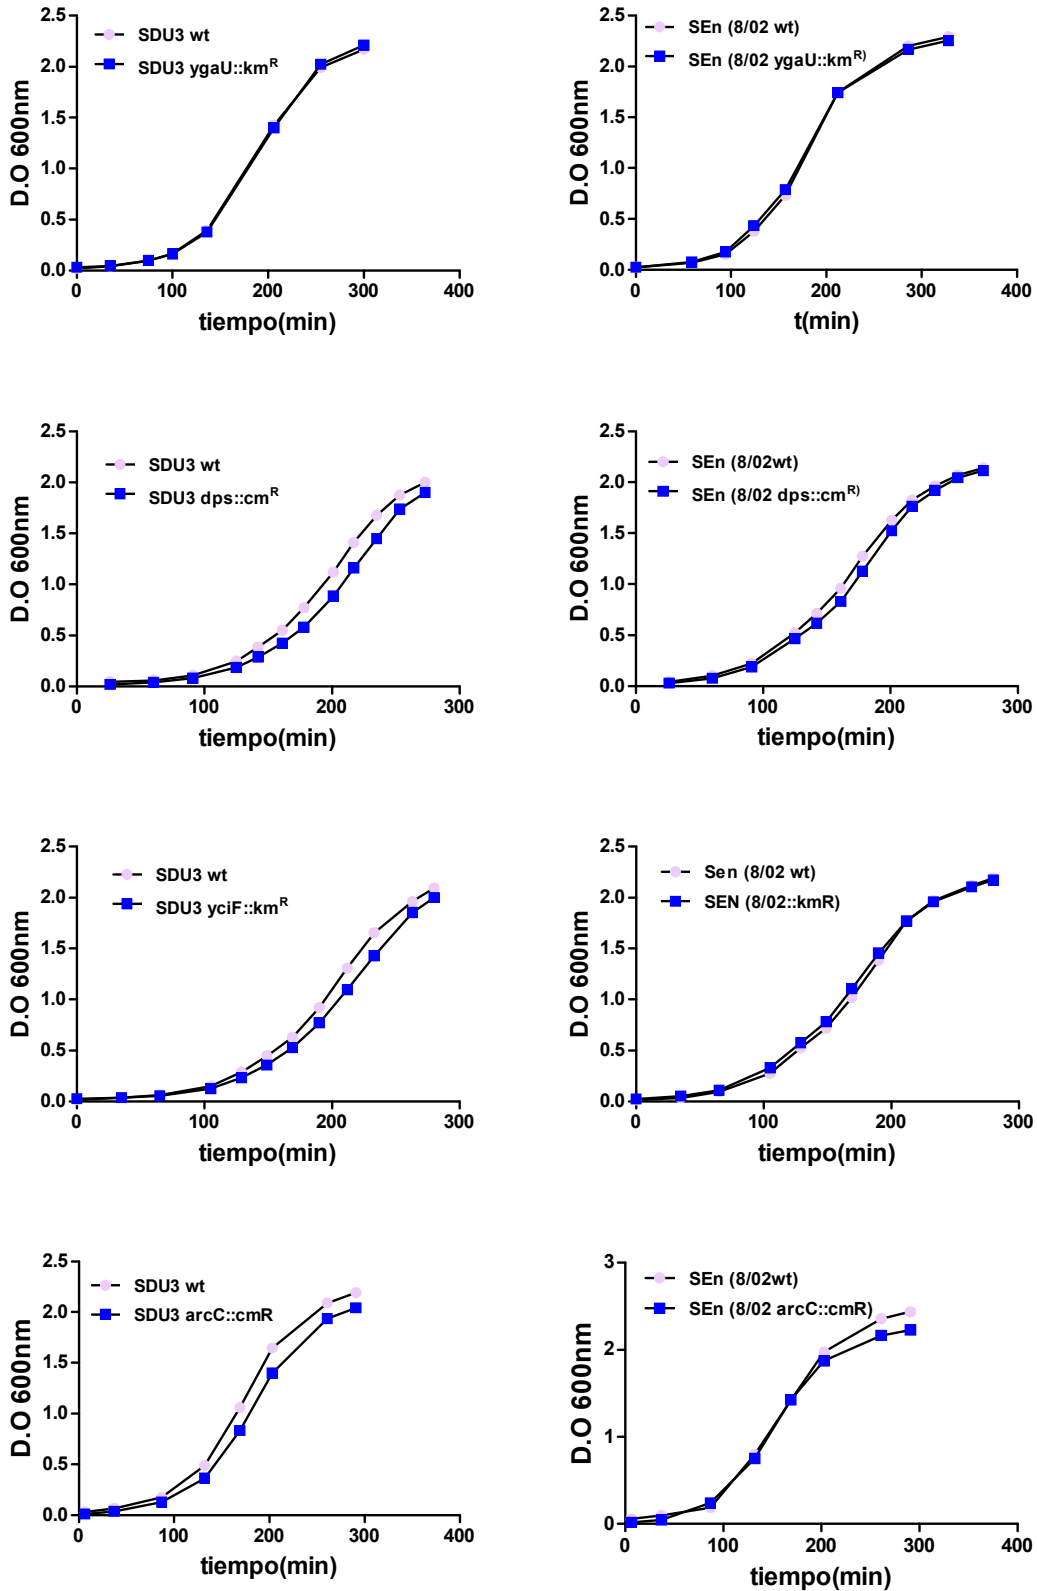 SDU3 wt
SDU3 ygaU::km^R
D.O 600nm
2.5
2.0
1.5
1.0
0.5
0.0
0 100 200 300 400
tiempo(min)
SEn (8/02 wt)
SEn (8/02 ygaU::km^R)
D.O 600nm
2.5
2.0
1.5
1.0
0.5
0.0
0 100 200 300 400
t(min)
SDU3 wt
SDU3 dps::cm^R
D.O 600nm
2.5
2.0
1.5
1.0
0.5
0.0
0 100 200 300
tiempo(min)
SEn (8/02wt)
SEn (8/02 dps::cm^R)
D.O 600nm
2.5
2.0
1.5
1.0
0.5
0.0
0 100 200 300
tiempo(min)
SDU3 wt
SDU3 yciF::km^R
D.O 600nm
2.5
2.0
1.5
1.0
0.5
0.0
0 100 200 300
tiempo(min)
Sen (8/02 wt)
SEN (8/02::kmR)
D.O 600nm
2.5
2.0
1.5
1.0
0.5
0.0
0 100 200 300
tiempo(min)
SDU3 wt
SDU3 arcC::cmR
D.O 600nm
2.5
2.0
1.5
1.0
0.5
0.0
0 100 200 300 400
tiempo(min)
SEn (8/02wt)
SEn (8/02 arcC::cmR)
D.O 600nm
3
2
1
0
0 100 200 300 400
tiempo(min)